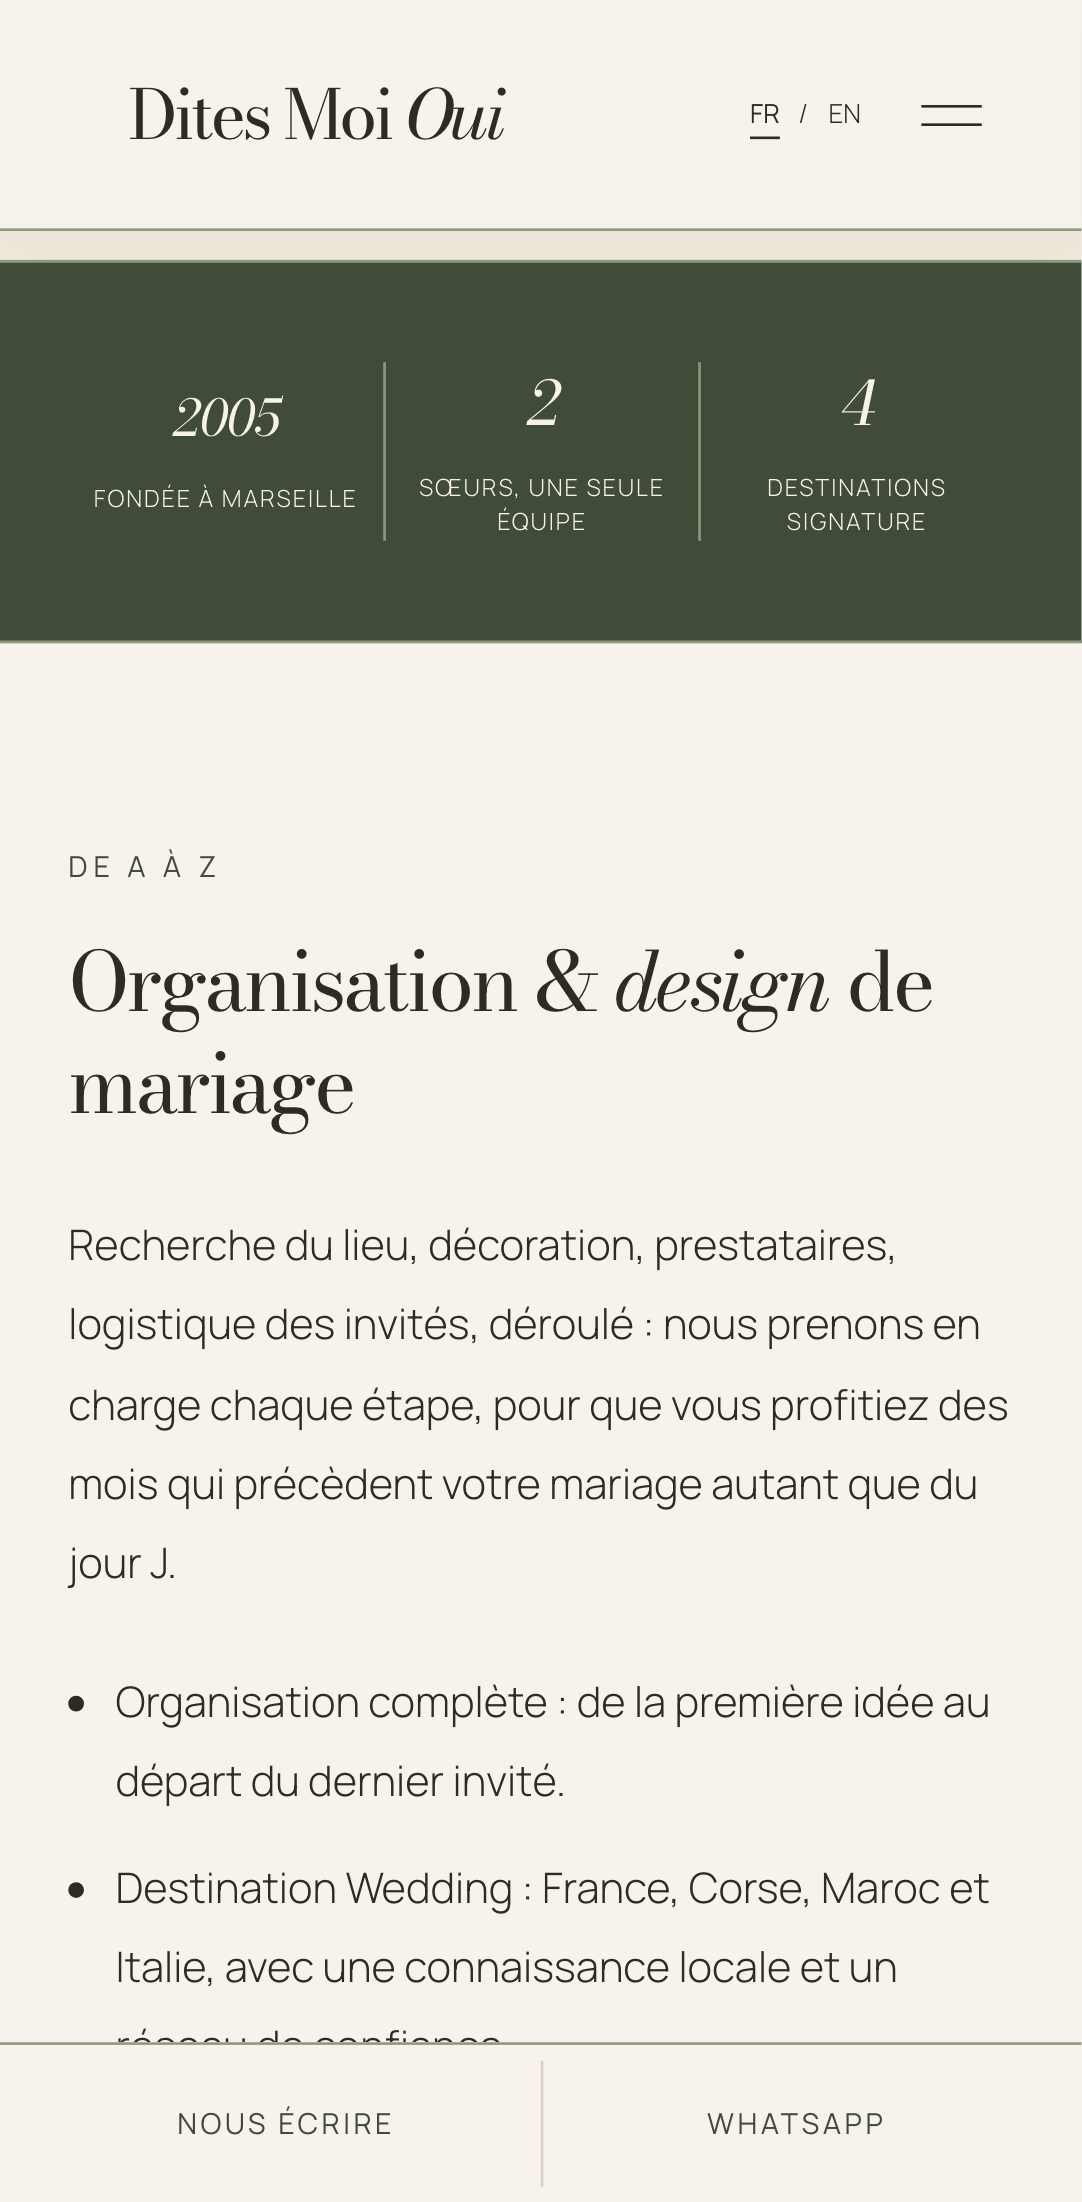 Dites Moi Oui
FR / EN
2005
FONDÉE À MARSEILLE
2
SŒURS, UNE SEULE
ÉQUIPE
4
DESTINATIONS
SIGNATURE
DE A À Z
Organisation & design de
mariage
Recherche du lieu, décoration, prestataires,
logistique des invités, déroulé : nous prenons en
charge chaque étape, pour que vous profitiez des
mois qui précèdent votre mariage autant que du
jour J.
Organisation complète : de la première idée au
départ du dernier invité.
Destination Wedding : France, Corse, Maroc et
Italie, avec une connaissance locale et un
réseau de confiance
NOUS ÉCRIRE
WHATSAPP